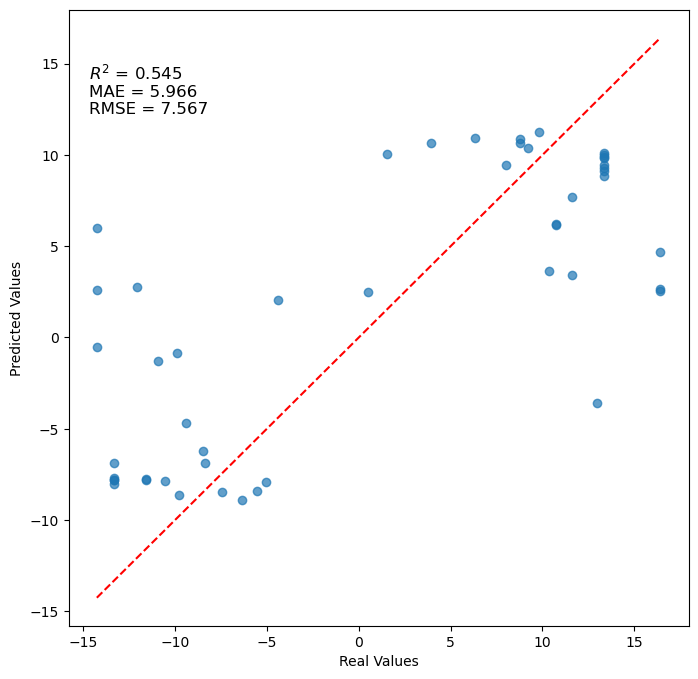 R² = 0.545
MAE = 5.966
RMSE = 7.567
15
10
5
0
−5
−10
−15
Predicted Values
−15 −10 −5 0 5 10 15
Real Values